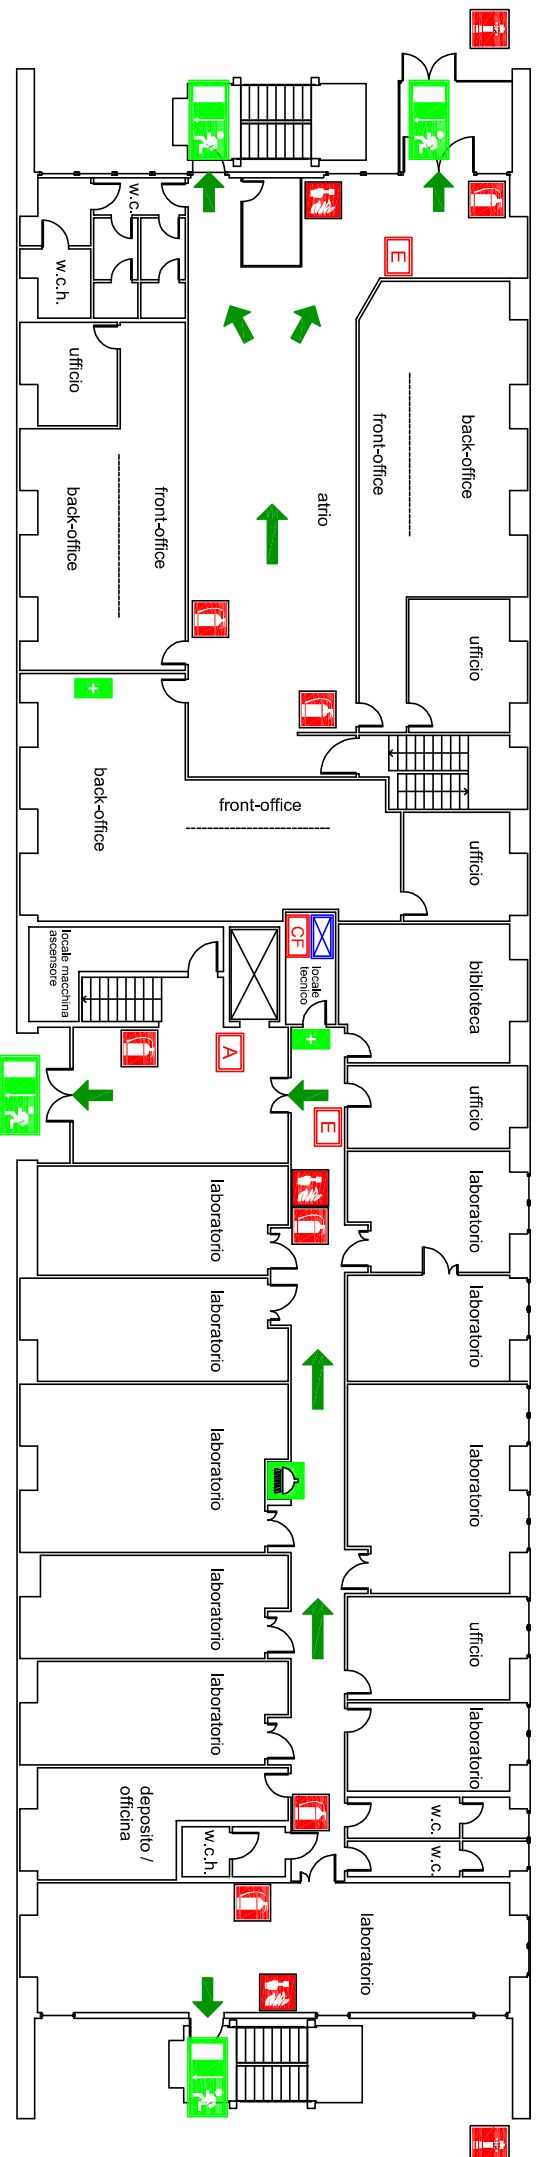 w.c.
w.c.h.
E
ufficio
front-office
back-office
front-office
back-office
atrio
ufficio
+
front-office
back-office
ufficio
locale macchina
ascensore
CF
locale
tecnico
biblioteca
A
+
E
ufficio
laboratorio
laboratorio
laboratorio
laboratorio
laboratorio
laboratorio
laboratorio
ufficio
laboratorio
laboratorio
deposito /
officina
w.c.h.
w.c.
w.c.
laboratorio